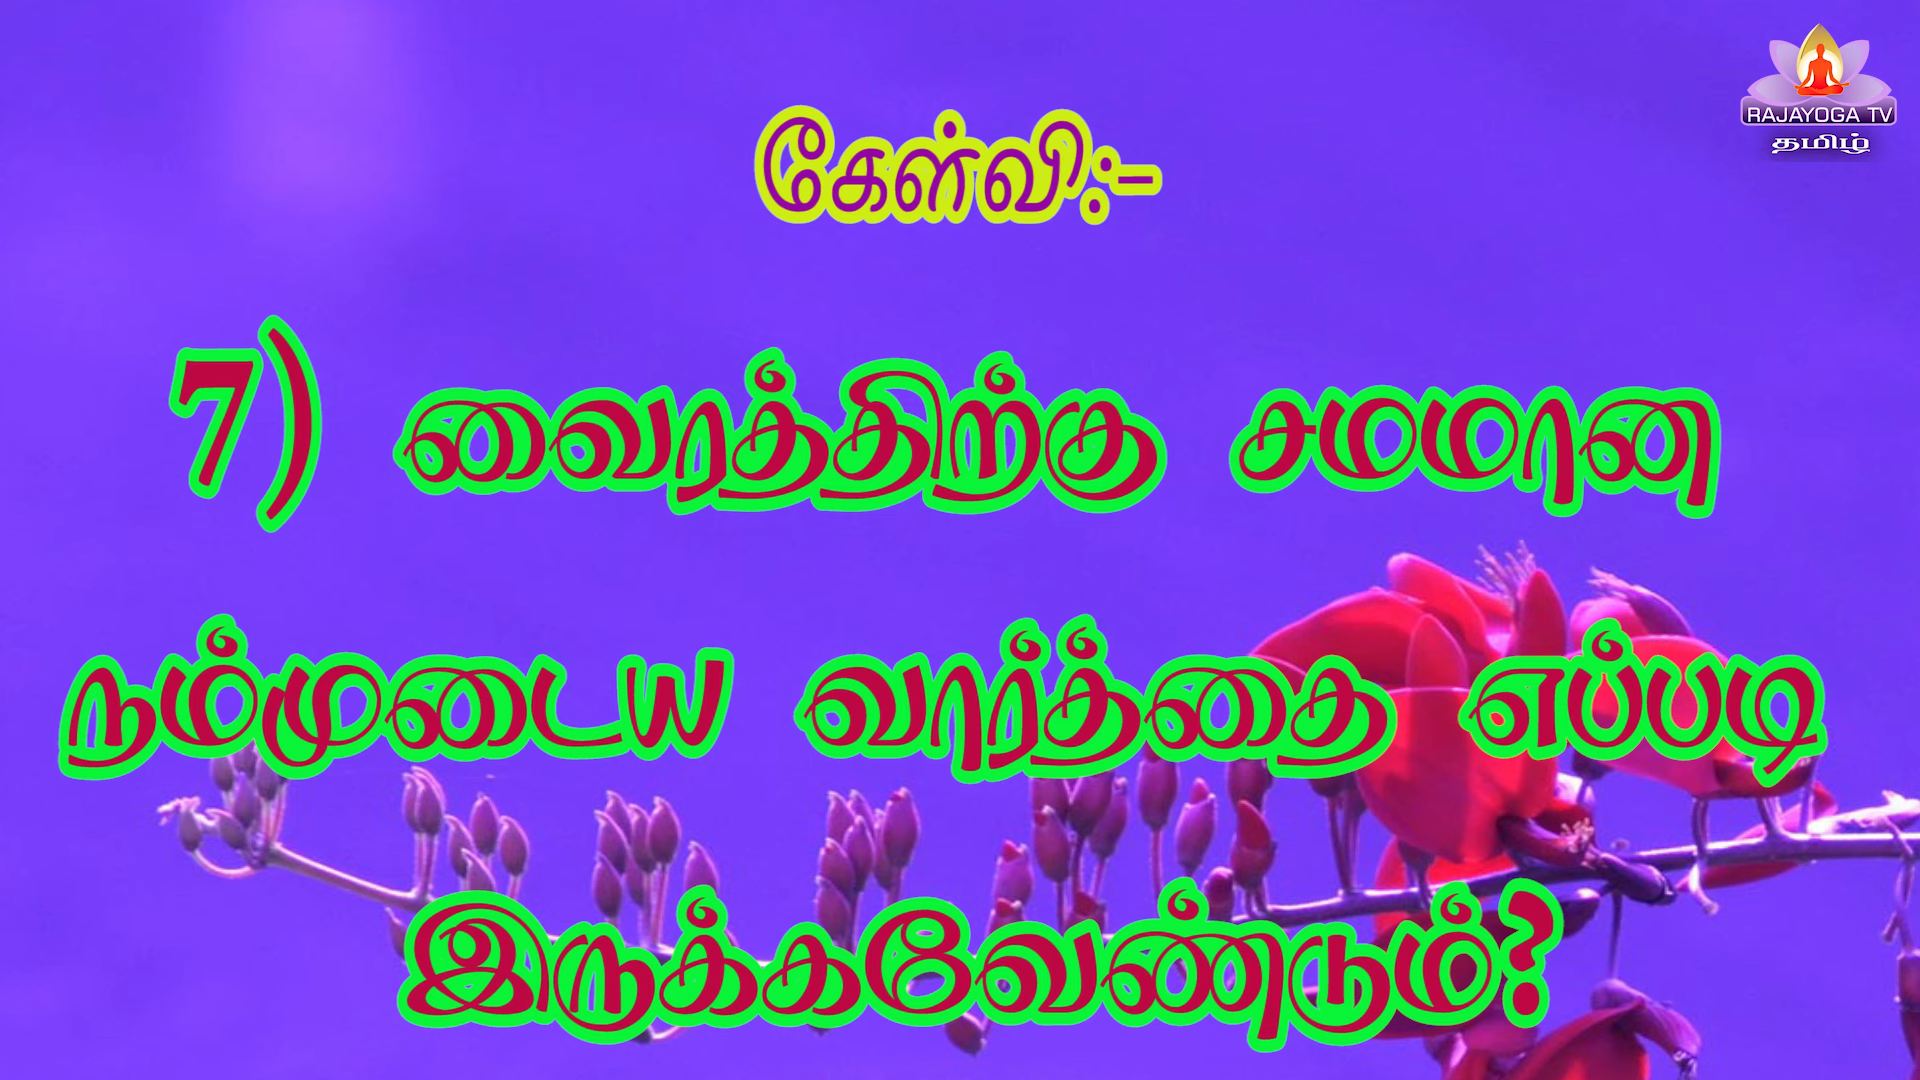 RAJAYOGA TV
தமிழ்
கேள்வி:-
7) வைரத்திற்கு சமமான
நம்முடைய வார்த்தை எப்படி
இருக்கவேண்டும்?